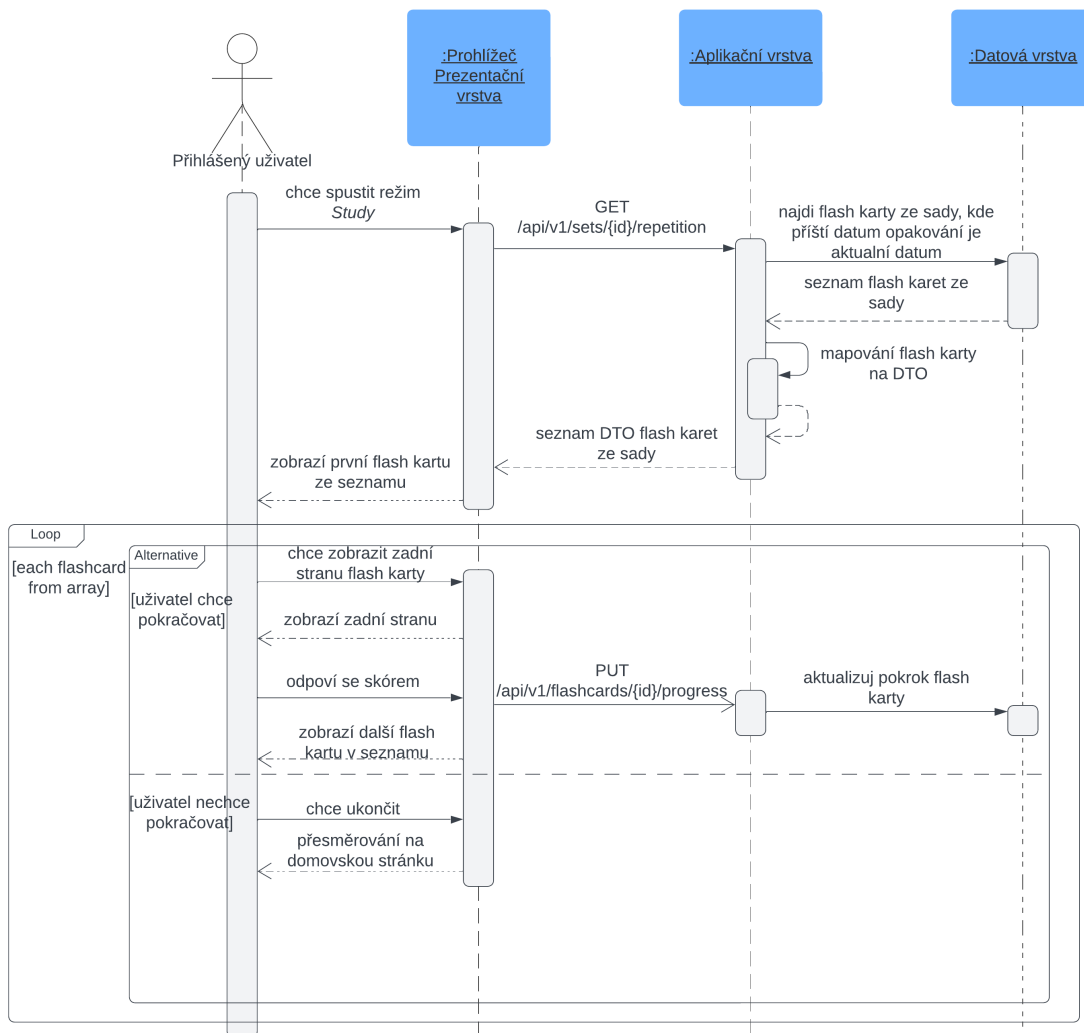 :Prohlížeč
Prezentační
vrstva
:Aplikační vrstva
:Datová vrstva
Přihlášený uživatel
chce spustit režim
Study
GET
/api/v1/sets/{id}/repetition
najdi flash karty ze sady, kde
příští datum opakování je
aktualní datum
seznam flash karet ze
sady
mapování flash karty
na DTO
seznam DTO flash karet
ze sady
zobrazí první flash kartu
ze seznamu
Loop
[each flashcard
from array]
Alternative
[uživatel chce
pokračovat]
chce zobrazit zadní
stranu flash karty
zobrazí zadní stranu
odpoví se skórem
PUT
/api/v1/flashcards/{id}/progress
aktualizuj pokrok flash
karty
zobrazí další flash
kartu v seznamu
[uživatel nechce
pokračovat]
chce ukončit
přesměrování na
domovskou stránku